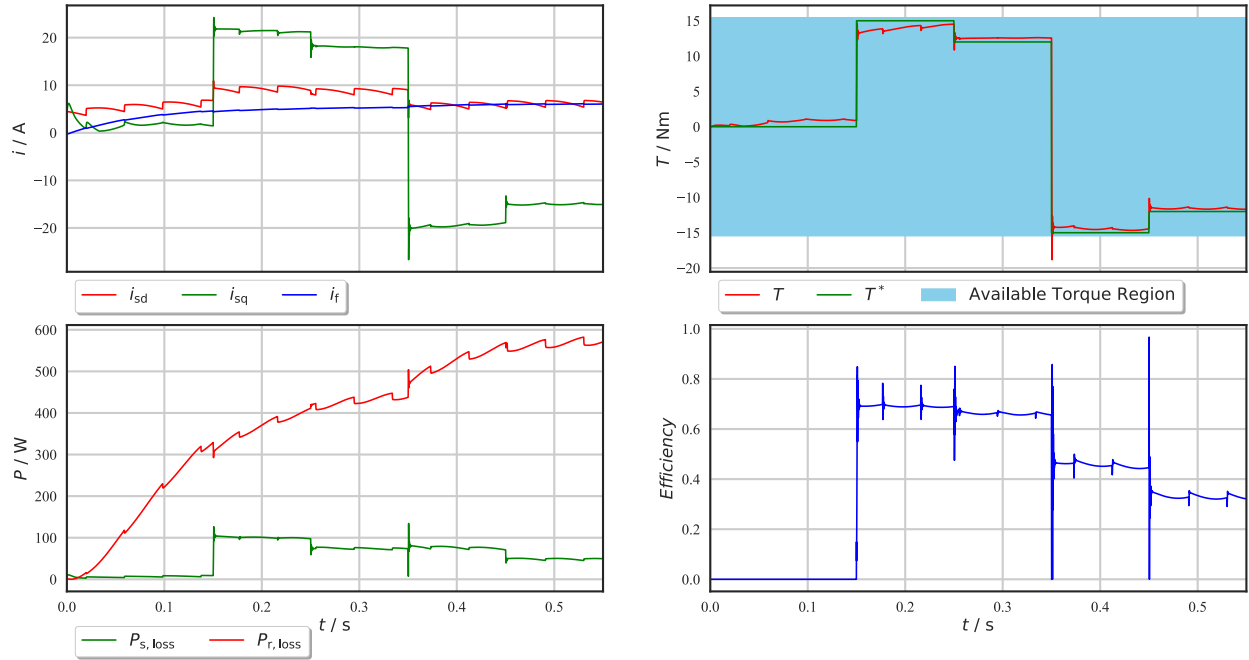 20
10
0
−10
−20
i / A
i_sd i_sq i_f
15
10
5
0
−5
−10
−15
−20
T / Nm
T T* Available Torque Region
600
500
400
300
200
100
0
P / W
0.0 0.1 0.2 0.3 0.4 0.5
t / s
P_s, loss P_r, loss
1.0
0.8
0.6
0.4
0.2
0.0
Efficiency
0.0 0.1 0.2 0.3 0.4 0.5
t / s